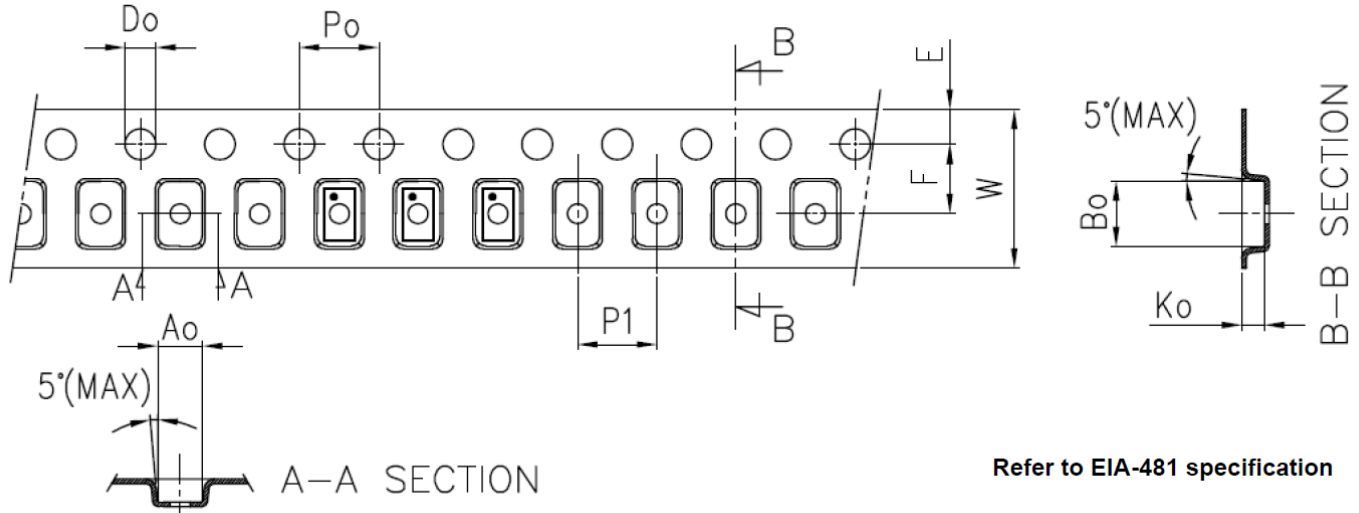 Do
Po
B
E
5°(MAX)
F
W
Bo
B-B SECTION
A
A
P1
B
Ko
Ao
5°(MAX)
A-A SECTION
Refer to EIA-481 specification